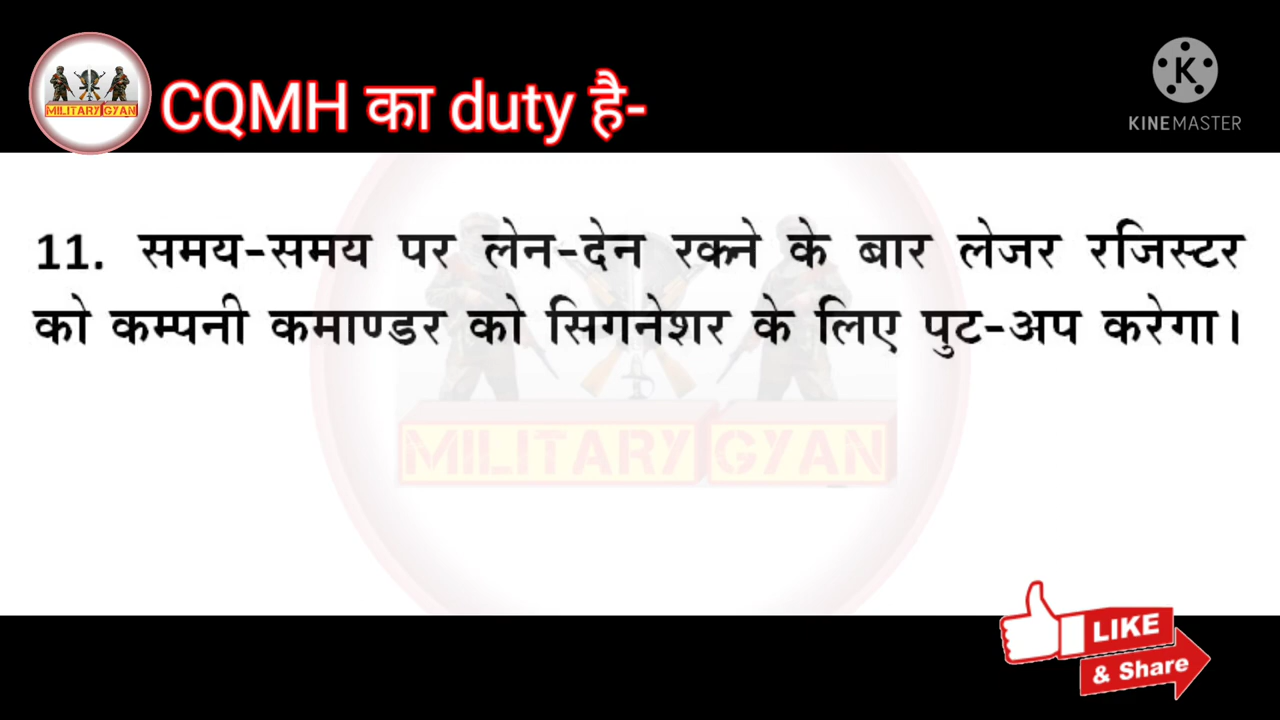 MILITARY GYAN
CQMH का duty है-
K
KINEMASTER
11. समय-समय पर लेन-देन रकने के बार लेजर रजिस्टर
को कम्पनी कमाण्डर को सिगनेशर के लिए पुट-अप करेगा।
MILITARY GYAN
LIKE
& Share